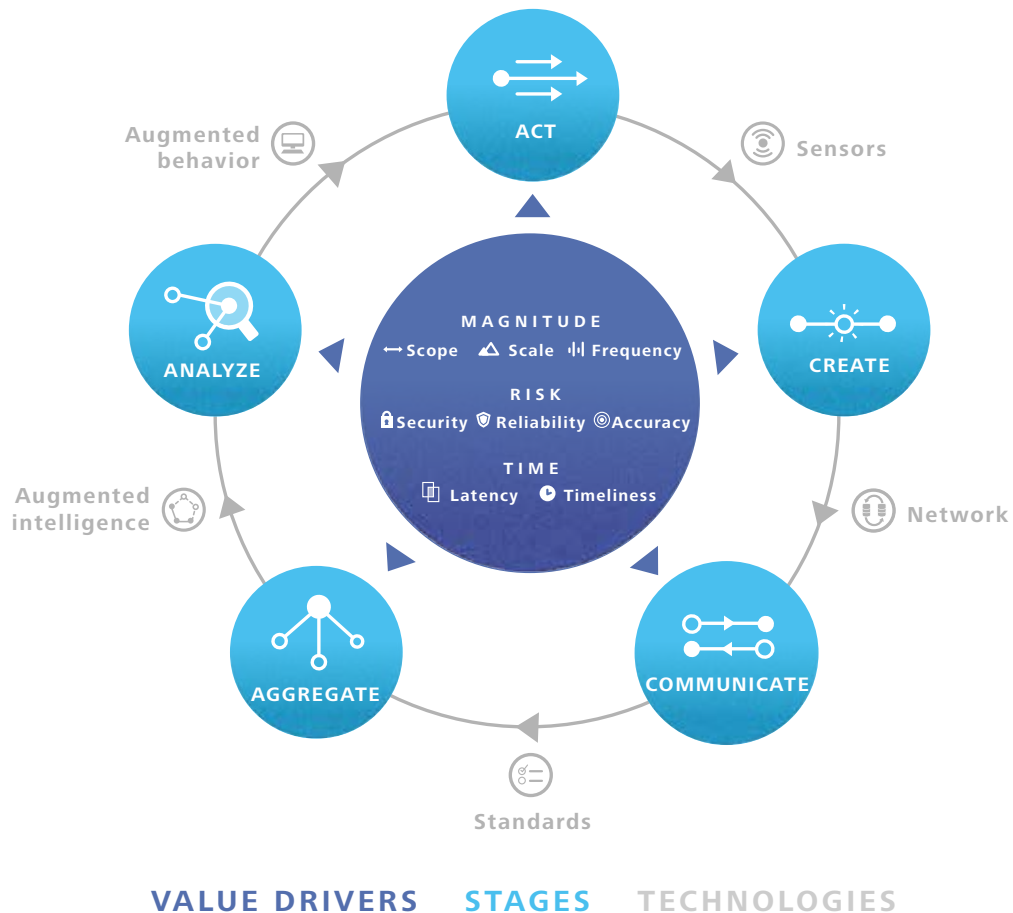 ACT
Augmented
behavior
Sensors
ANALYZE
CREATE
MAGNITUDE
Scope Scale Frequency
RISK
Security Reliability Accuracy
TIME
Latency Timeliness
Augmented
intelligence
Network
AGGREGATE
COMMUNICATE
Standards
VALUE DRIVERS STAGES TECHNOLOGIES